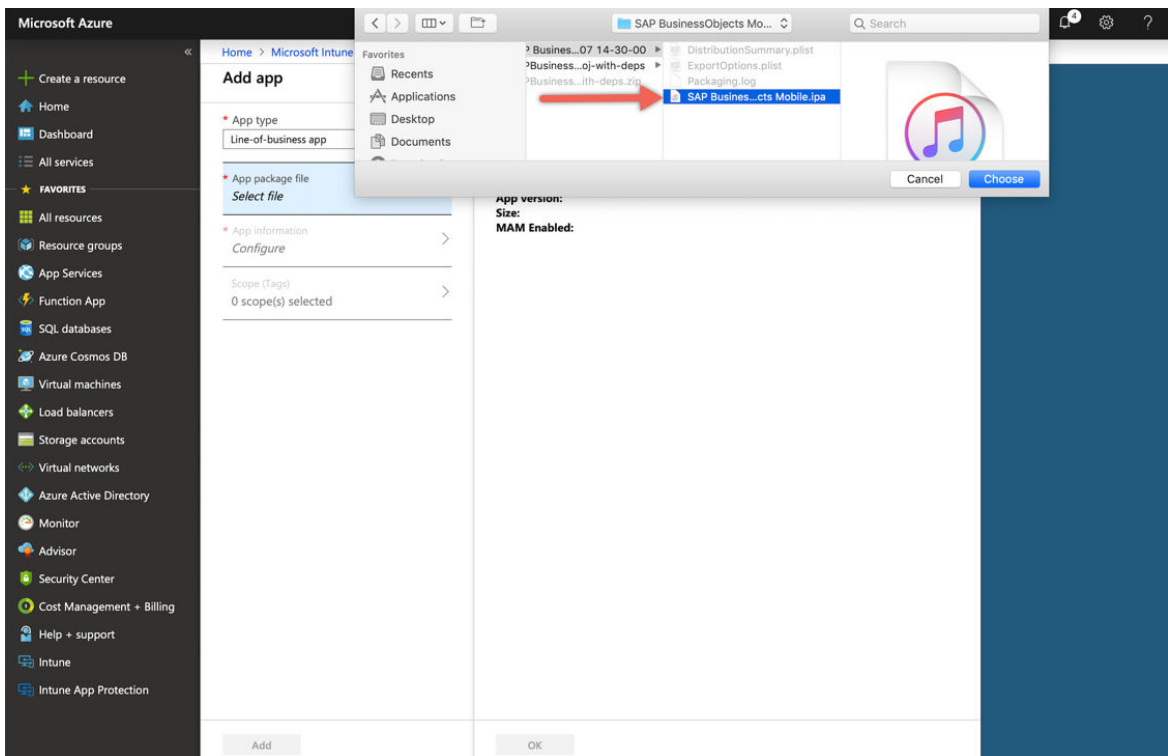 Microsoft Azure
SAP BusinessObjects Mo...
Search
4
?
«
Home > Microsoft Intune
Add app
* App type
Line-of-business app
* App package file
Select file
* App information
Configure
Scope (Tags)
0 scope(s) selected
Add
Favorites
Recents
Applications
Desktop
Documents
Busines...07 14-30-00
PBusiness...oj-with-deps
PBusiness...ith-deps.zip
DistributionSummary.plist
ExportOptions.plist
Packaging.log
SAP Busines...cts Mobile.ipa
Cancel
Choose
App version:
Size:
MAM Enabled:
OK
Create a resource
Home
Dashboard
All services
FAVORITES
All resources
Resource groups
App Services
Function App
SQL databases
Azure Cosmos DB
Virtual machines
Load balancers
Storage accounts
Virtual networks
Azure Active Directory
Monitor
Advisor
Security Center
Cost Management + Billing
Help + support
Intune
Intune App Protection